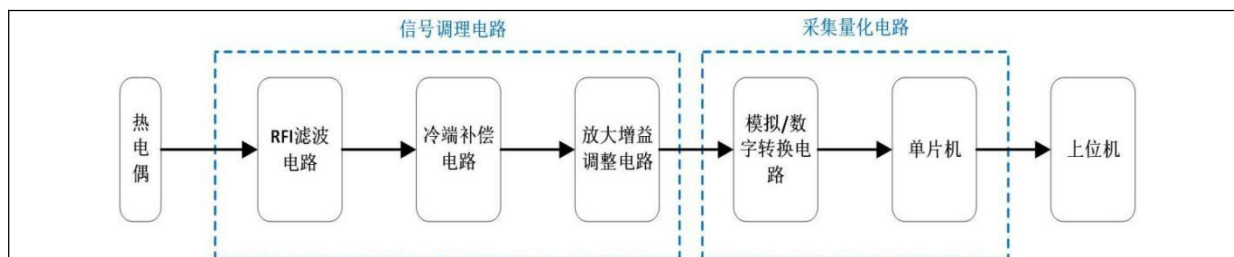 信号调理电路
采集量化电路
热
电
偶
RFI滤波
电路
冷端补偿
电路
放大增益
调整电路
模拟/数
字转换电
路
单片机
上位机